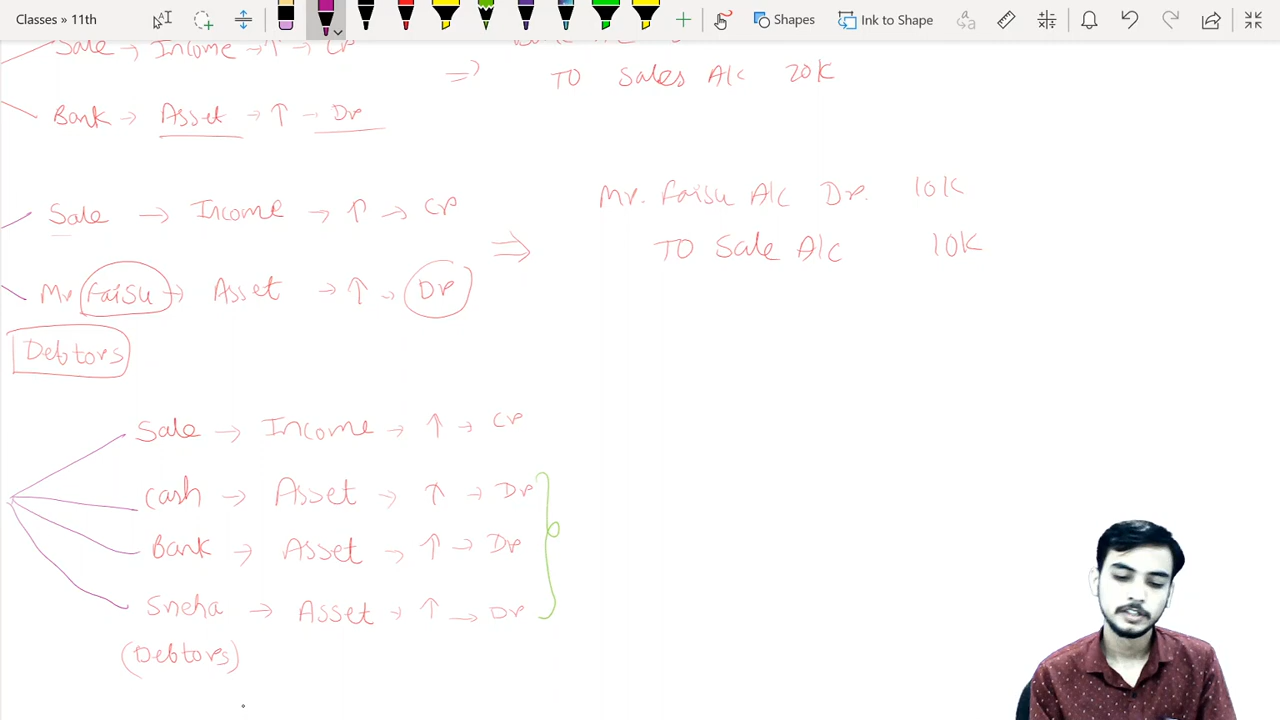 Classes » 11th
Shapes
Ink to Shape
Sale → Income → ↑ → Cr
⇒ To Sales A/c 20K
Bank → Asset → ↑ → Dr
Mr. Faisu A/c Dr. 10K
Sale → Income → ↑ → Cr ⇒
To Sale A/c 10K
Mr Faisu → Asset → ↑ → Dr
Debtors
Sale → Income → ↑ → Cr
Cash → Asset → ↑ → Dr
Bank → Asset → ↑ → Dr
Sneha → Asset → ↑ → Dr
(Debtors)